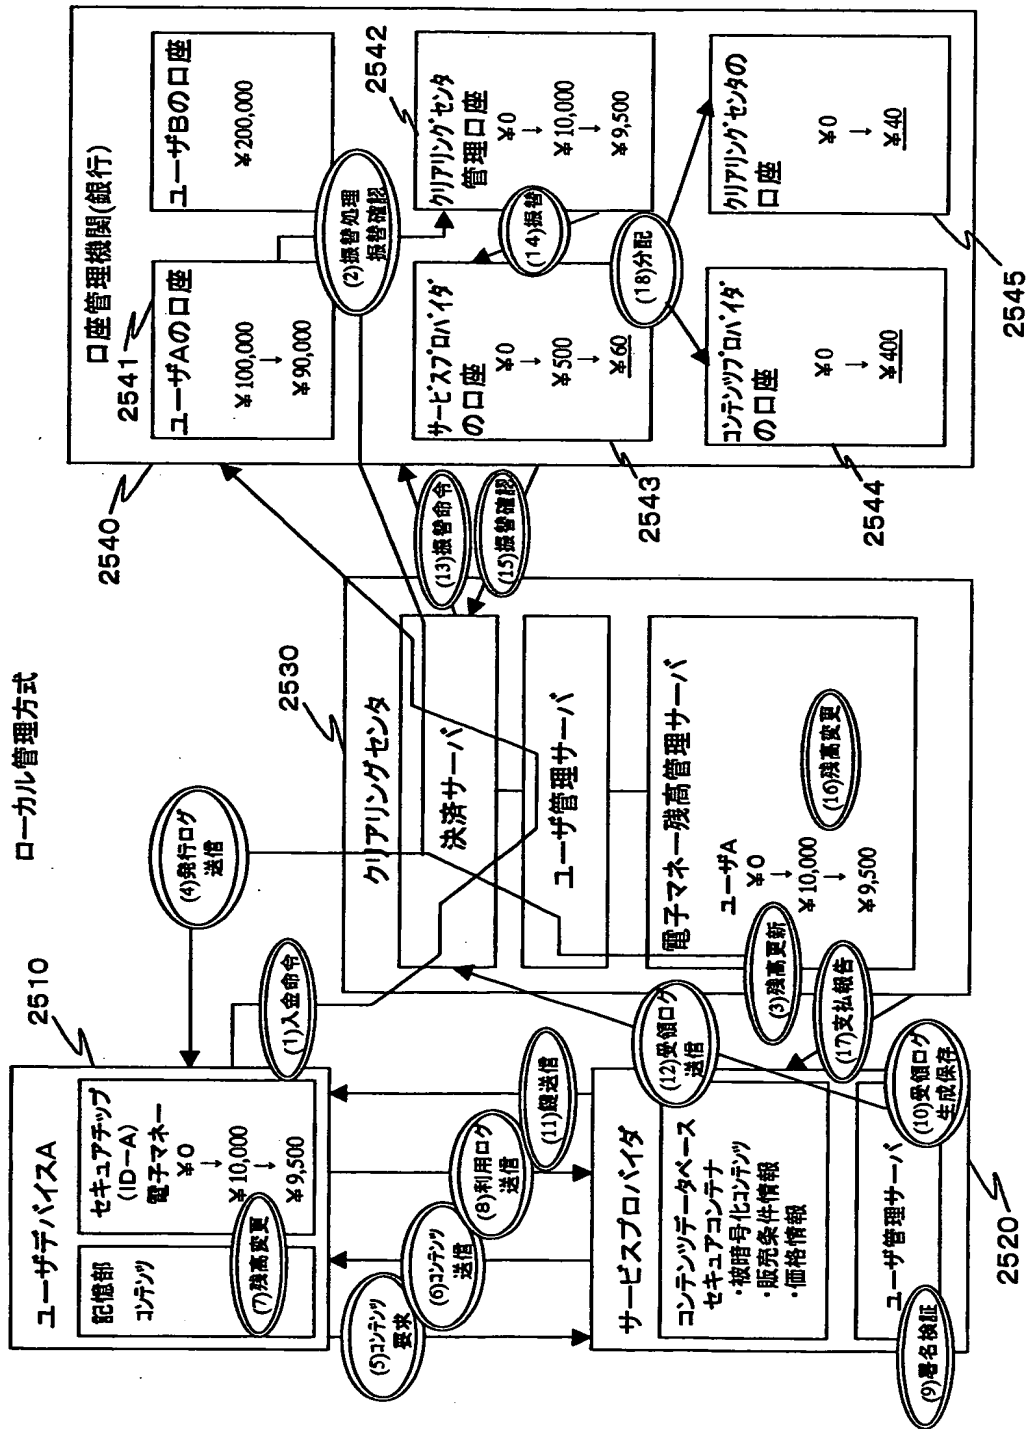 ローカル管理方式
2510
ユーザデバイスA
記憶部
コンテンツ
セキュアチップ
(ID－A)
電子マネー
¥0
↓
¥10,000
↓
¥9,500
(7)残高変更
(1)入金命令
(4)発行ログ
送信
(5)コンテンツ
要求
(6)コンテンツ
送信
(8)利用ログ
送信
(11)鍵送信
サービスプロバイダ
コンテンツデータベース
セキュアコンテナ
・被暗号化コンテンツ
・販売条件情報
・価格情報
ユーザ管理サーバ
(9)署名検証
(10)受領ログ
生成保存
2520
(12)受領ログ
送信
(17)支払報告
(3)残高更新
2530
クリアリングセンタ
決済サーバ
ユーザ管理サーバ
電子マネー残高管理サーバ
ユーザA
¥0
↓
¥10,000
↓
¥9,500
(16)残高変更
(13)振替命令
(15)振替確認
2540
口座管理機関(銀行)
2541
ユーザAの口座
¥100,000
↓
¥90,000
ユーザBの口座
¥200,000
(2)振替処理
振替確認
2542
クリアリングセンタ
管理口座
¥0
↓
¥10,000
↓
¥9,500
(14)振替
サービスプロバイダ
の口座
¥0
↓
¥500
↓
¥60
2543
(18)分配
コンテンツプロバイダ
の口座
¥0
↓
¥400
2544
クリアリングセンタの
口座
¥0
↓
¥40
2545